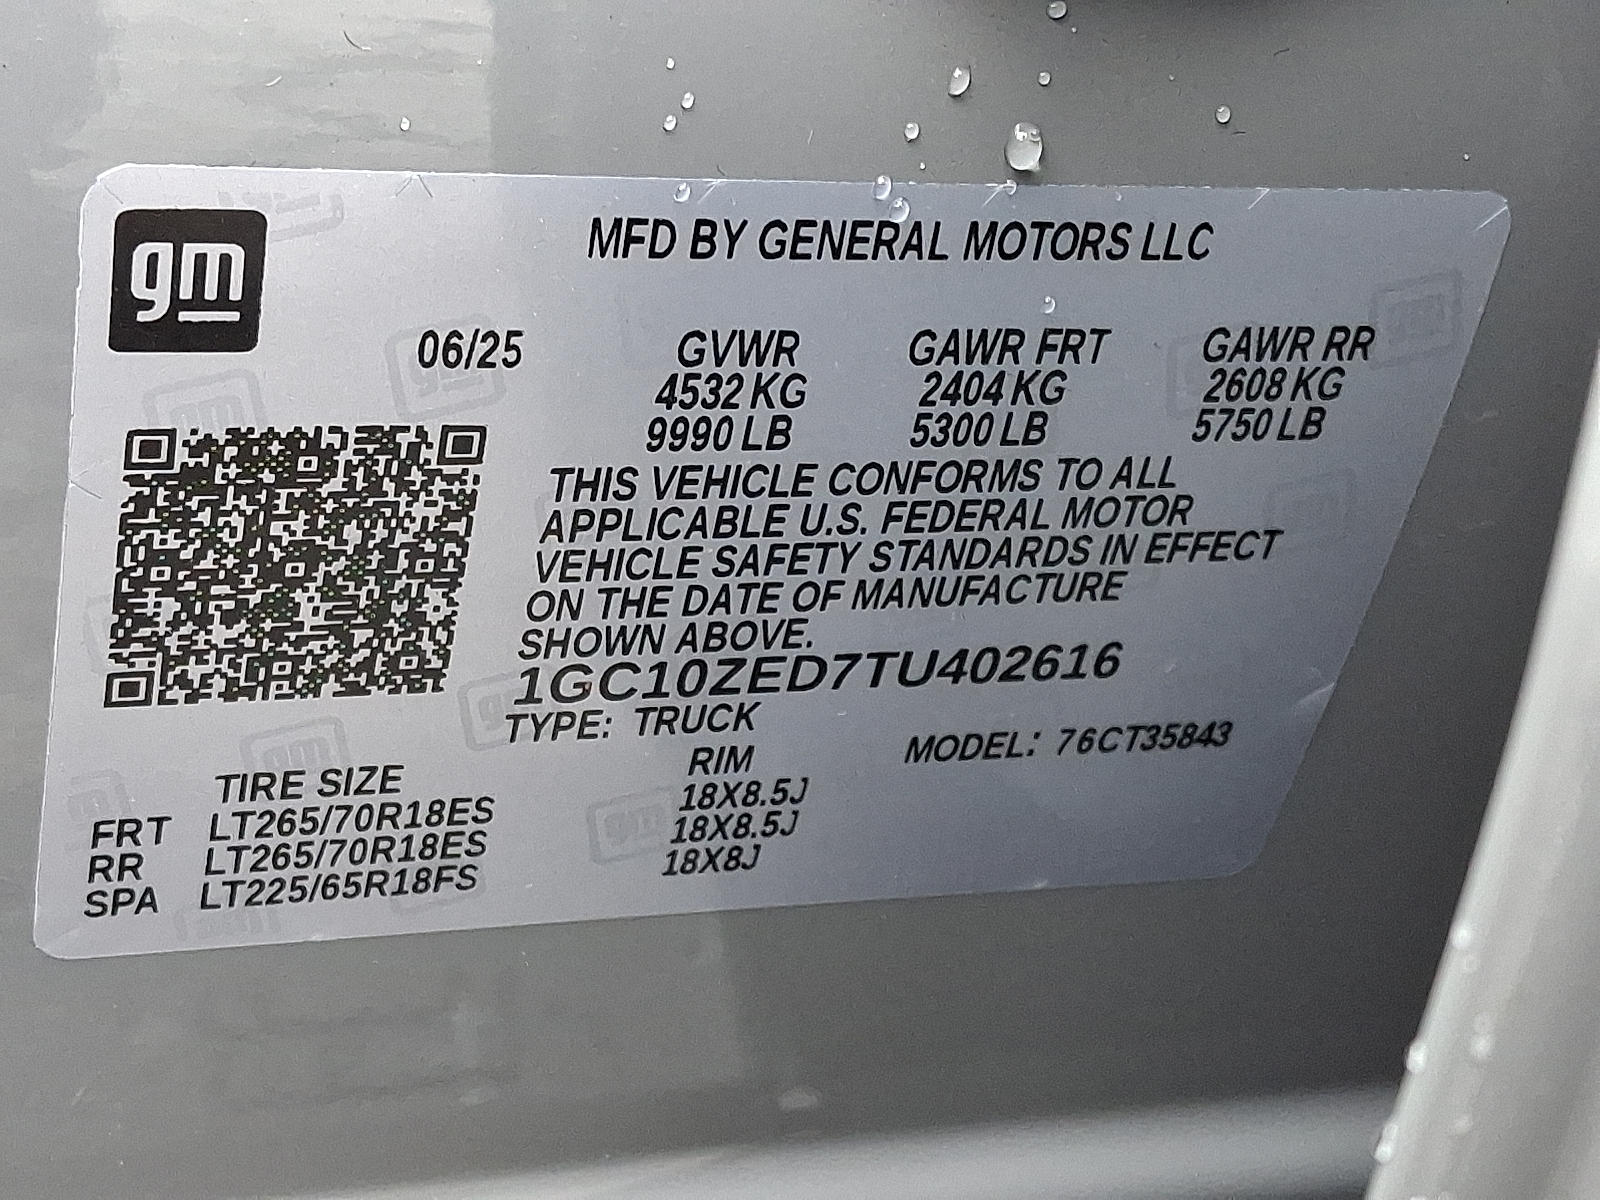 gm
MFD BY GENERAL MOTORS LLC
06/25 GVWR GAWR FRT GAWR RR
4532 KG 2404 KG 2608 KG
9990 LB 5300 LB 5750 LB
THIS VEHICLE CONFORMS TO ALL
APPLICABLE U.S. FEDERAL MOTOR
VEHICLE SAFETY STANDARDS IN EFFECT
ON THE DATE OF MANUFACTURE
SHOWN ABOVE.
1GC10ZED7TU402616
TYPE: TRUCK MODEL: 76CT35843
TIRE SIZE RIM
FRT LT265/70R18ES 18X8.5J
RR LT265/70R18ES 18X8.5J
SPA LT225/65R18FS 18X8J